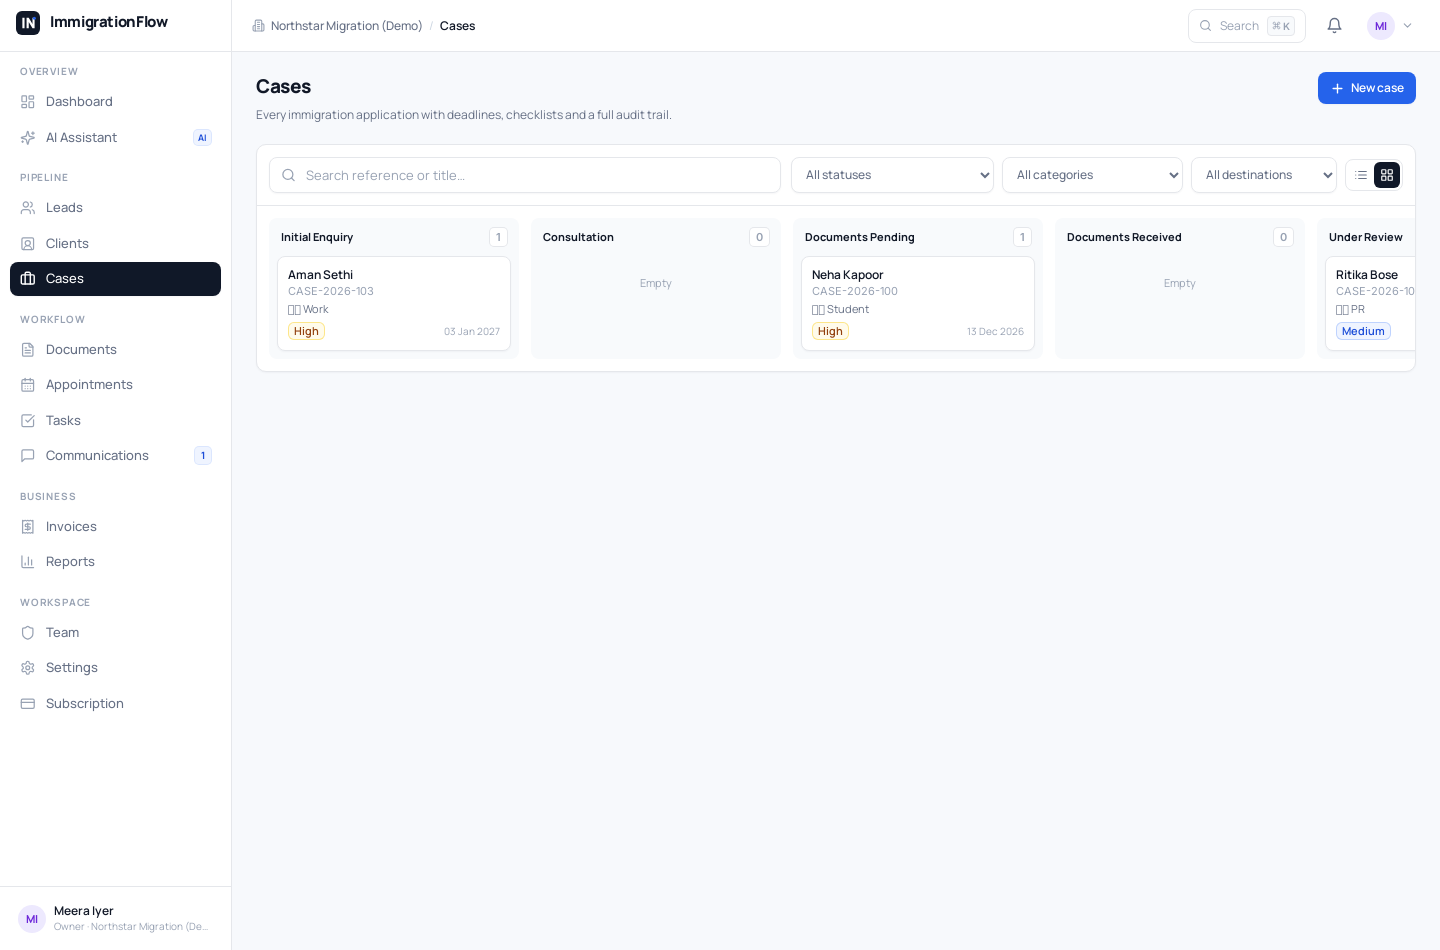 IN ImmigrationFlow
OVERVIEW
Dashboard
AI Assistant AI
PIPELINE
Leads
Clients
Cases
WORKFLOW
Documents
Appointments
Tasks
Communications 1
BUSINESS
Invoices
Reports
WORKSPACE
Team
Settings
Subscription
MI Meera Iyer
Owner · Northstar Migration (De...
Northstar Migration (Demo) / Cases
Search ⌘K
MI
Cases
Every immigration application with deadlines, checklists and a full audit trail.
+ New case
Search reference or title...
All statuses
All categories
All destinations
Initial Enquiry 1
Aman Sethi
CASE-2026-103
Work
High 03 Jan 2027
Consultation 0
Empty
Documents Pending 1
Neha Kapoor
CASE-2026-100
Student
High 13 Dec 2026
Documents Received 0
Empty
Under Review
Ritika Bose
CASE-2026-10
PR
Medium